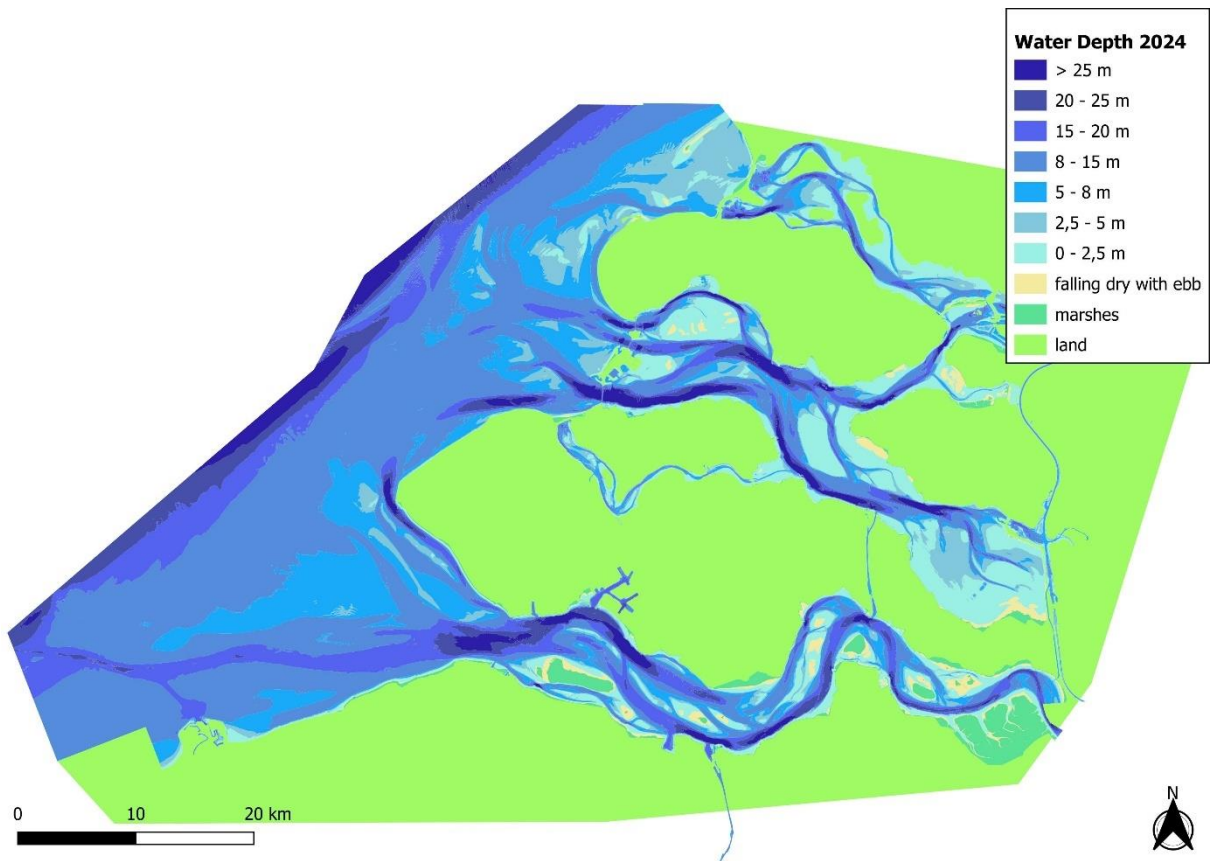 Water Depth 2024
> 25 m
20 - 25 m
15 - 20 m
8 - 15 m
5 - 8 m
2,5 - 5 m
0 - 2,5 m
falling dry with ebb
marshes
land
0 10 20 km
N